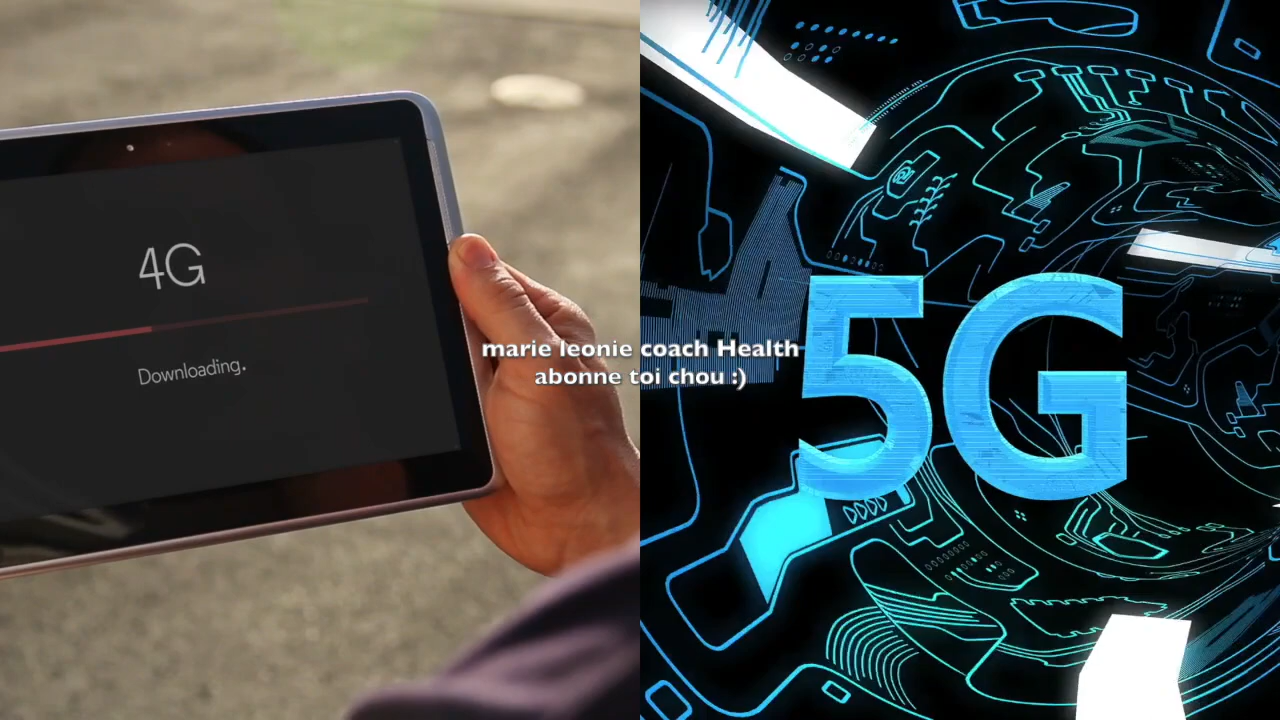 4G
Downloading.
marie leonie coach Health
abonne toi chou :)
5G